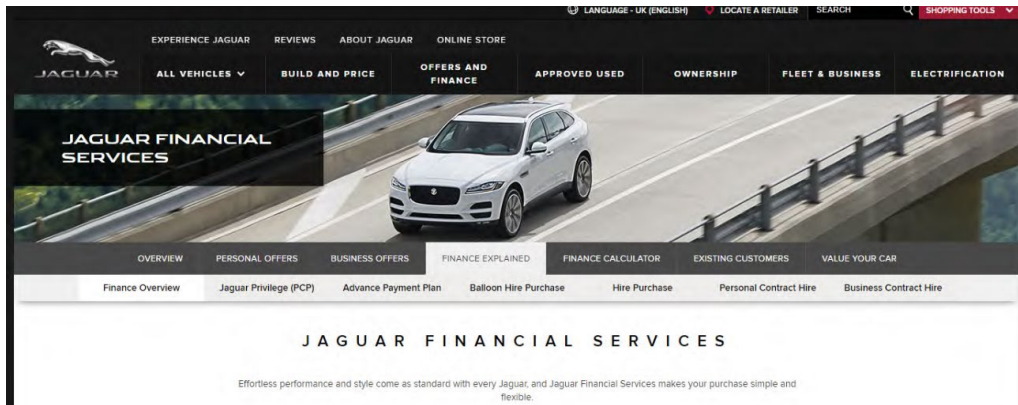 LANGUAGE - UK (ENGLISH) LOCATE A RETAILER SEARCH SHOPPING TOOLS
EXPERIENCE JAGUAR REVIEWS ABOUT JAGUAR ONLINE STORE
JAGUAR
ALL VEHICLES BUILD AND PRICE OFFERS AND FINANCE APPROVED USED OWNERSHIP FLEET & BUSINESS ELECTRIFICATION
JAGUAR FINANCIAL
SERVICES
OVERVIEW PERSONAL OFFERS BUSINESS OFFERS FINANCE EXPLAINED FINANCE CALCULATOR EXISTING CUSTOMERS VALUE YOUR CAR
Finance Overview Jaguar Privilege (PCP) Advance Payment Plan Balloon Hire Purchase Hire Purchase Personal Contract Hire Business Contract Hire
JAGUAR FINANCIAL SERVICES
Effortless performance and style come as standard with every Jaguar, and Jaguar Financial Services makes your purchase simple and
flexible.